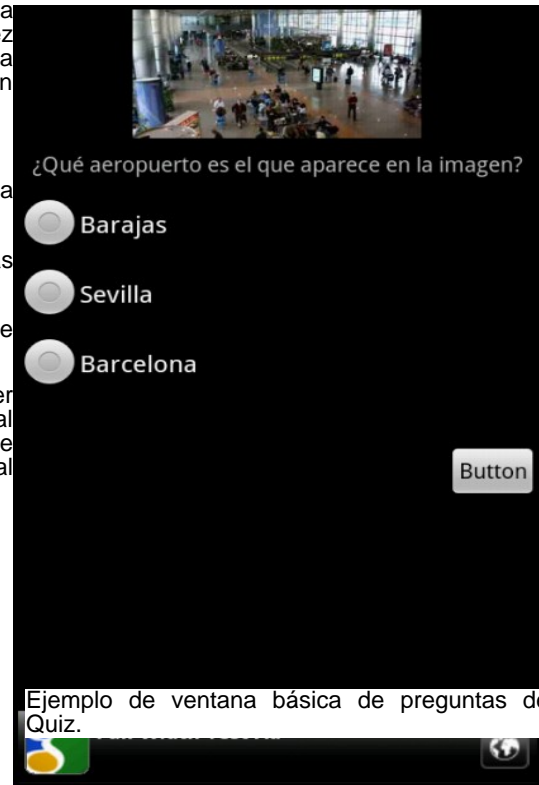 ¿Qué aeropuerto es el que aparece en la imagen?
Barajas
Sevilla
Barcelona
Button
Ejemplo de ventana básica de preguntas de
Quiz.